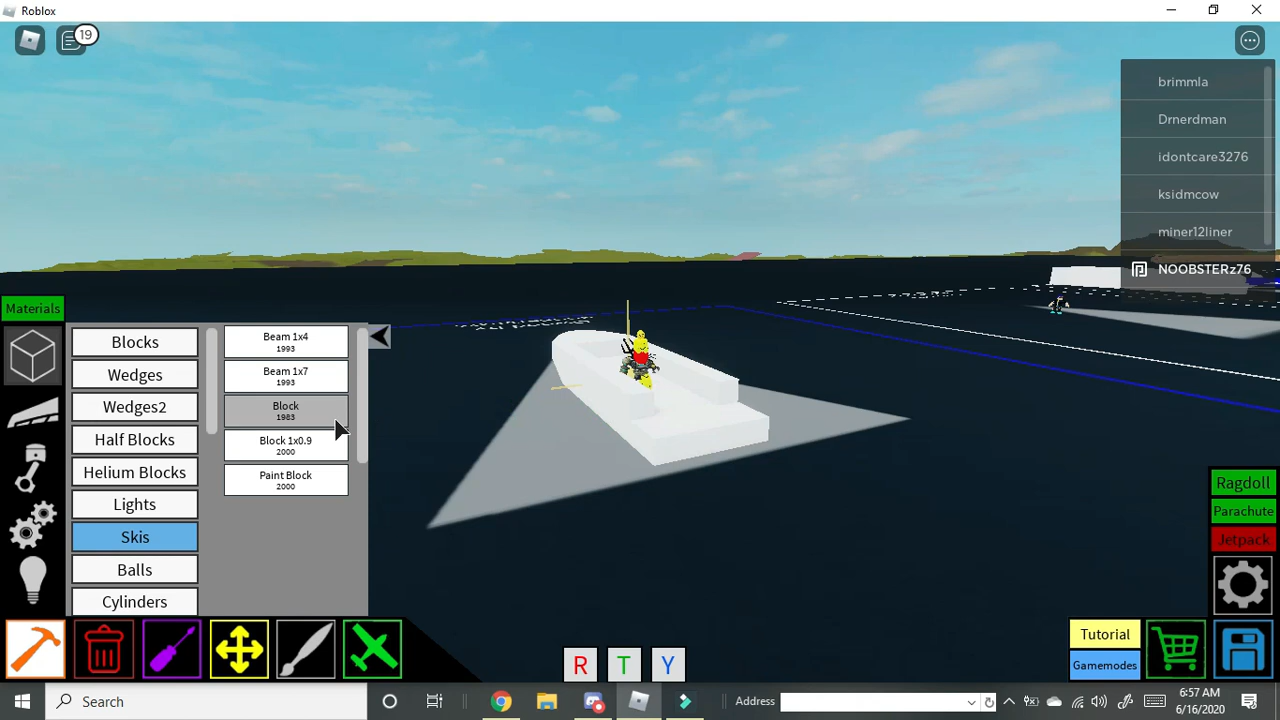 Roblox
19
brimmla
Drnerdman
idontcare3276
ksidmcow
miner12liner
NOOBSTERz76
Materials
Blocks
Wedges
Wedges2
Half Blocks
Helium Blocks
Lights
Skis
Balls
Cylinders
Beam 1x4
1993
Beam 1x7
1993
Block
1983
Block 1x0.9
2000
Paint Block
2000
Ragdoll
Parachute
Jetpack
Tutorial
Gamemodes
R T Y
Search
Address
6:57 AM
6/16/2020